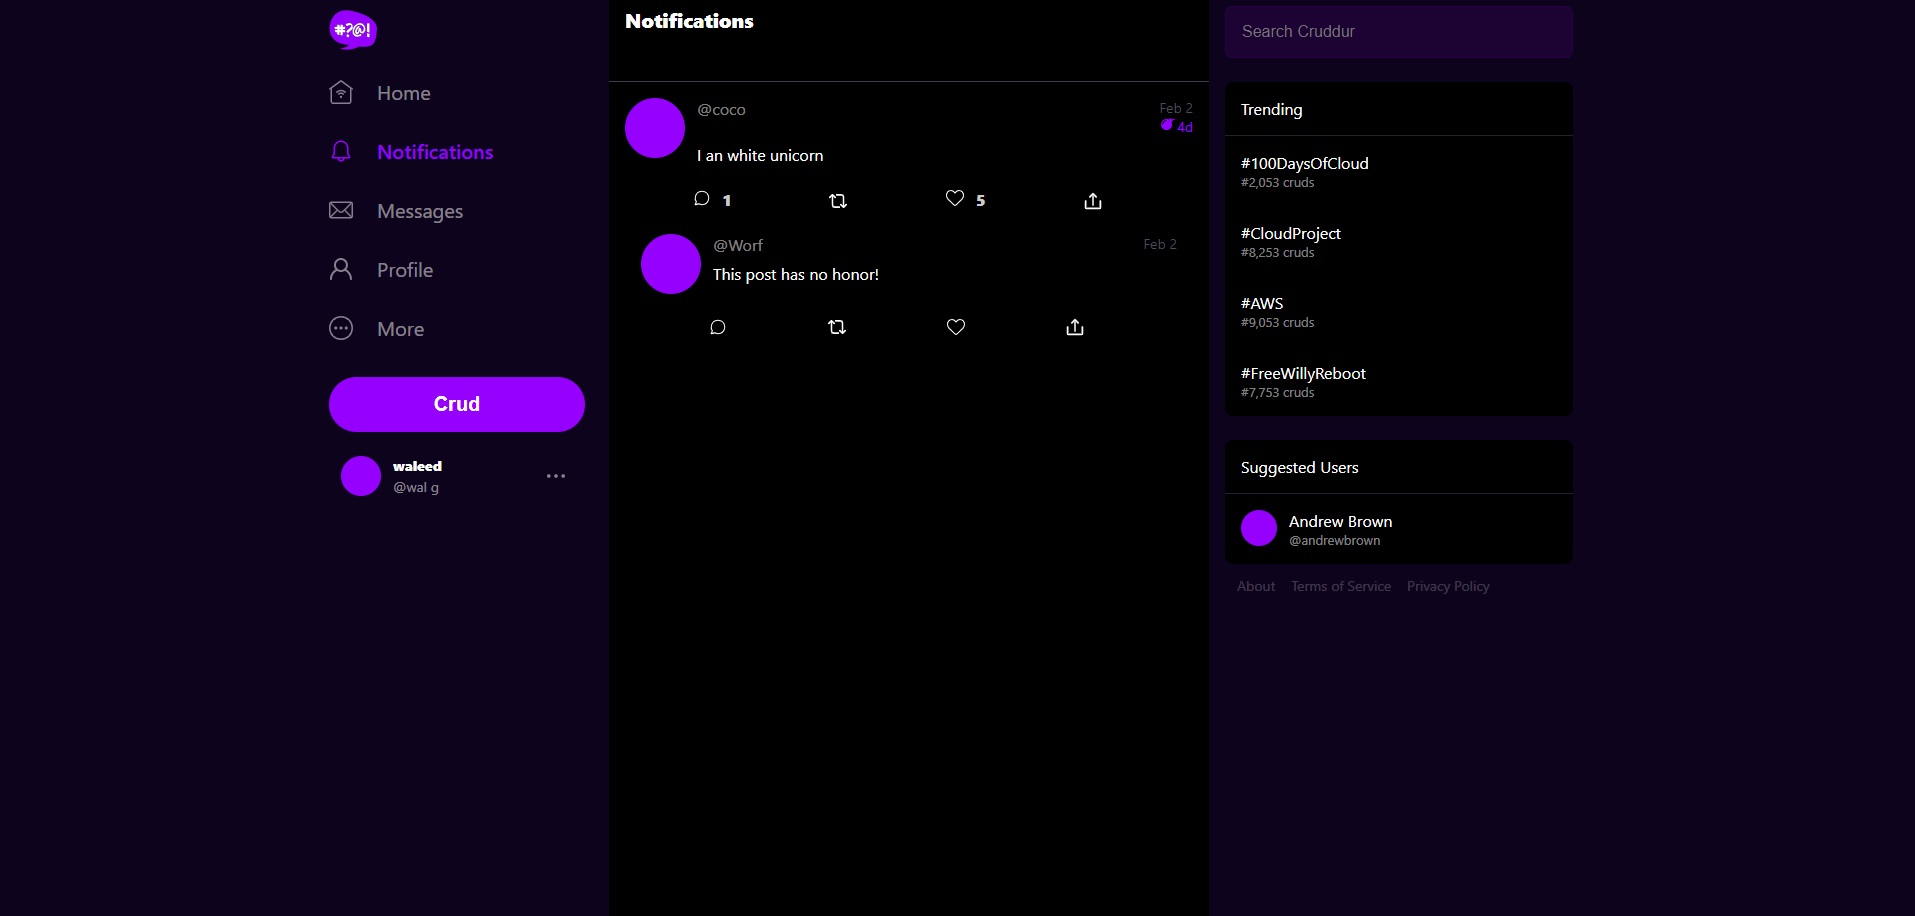 #?@!
Home
Notifications
Messages
Profile
More
Crud
waleed
@wal g
Notifications
@coco
Feb 2
4d
I an white unicorn
1
5
@Worf
Feb 2
This post has no honor!
Search Cruddur
Trending
#100DaysOfCloud
#2,053 cruds
#CloudProject
#8,253 cruds
#AWS
#9,053 cruds
#FreeWillyReboot
#7,753 cruds
Suggested Users
Andrew Brown
@andrewbrown
About Terms of Service Privacy Policy